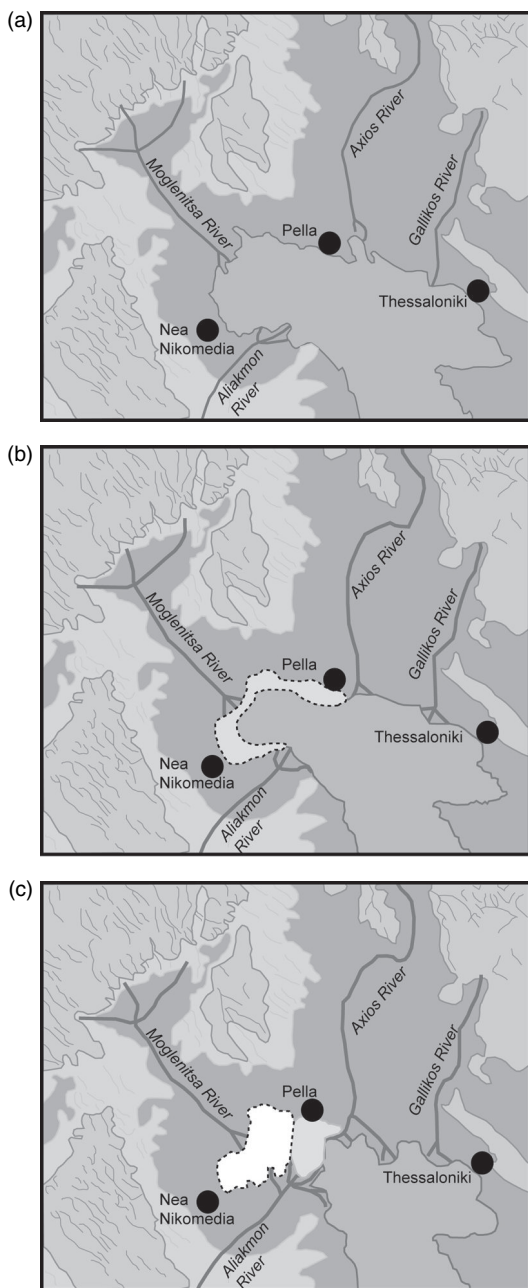 (a)
Axios River
Moglenitsa River
Gallikos River
Pella
Thessaloniki
Nea
Nikomedia
Aliakmon
River
(b)
Axios River
Moglenitsa River
Gallikos River
Pella
Thessaloniki
Nea
Nikomedia
Aliakmon
River
(c)
Axios River
Moglenitsa River
Gallikos River
Pella
Thessaloniki
Nea
Nikomedia
Aliakmon
River